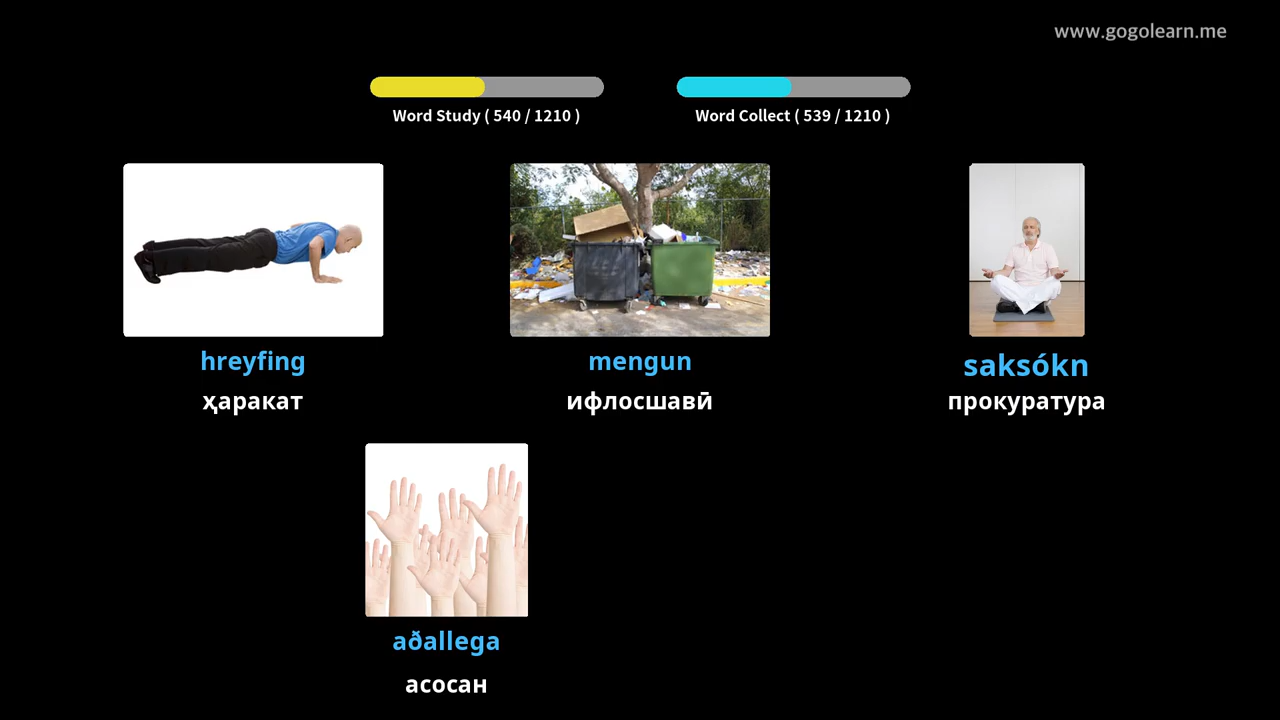 www.gogolearn.me
Word Study ( 540 / 1210 )
Word Collect ( 539 / 1210 )
hreyfing
mengun
saksókn
ҳаракат
ифлосшавӣ
прокуратура
aðallega
асосан